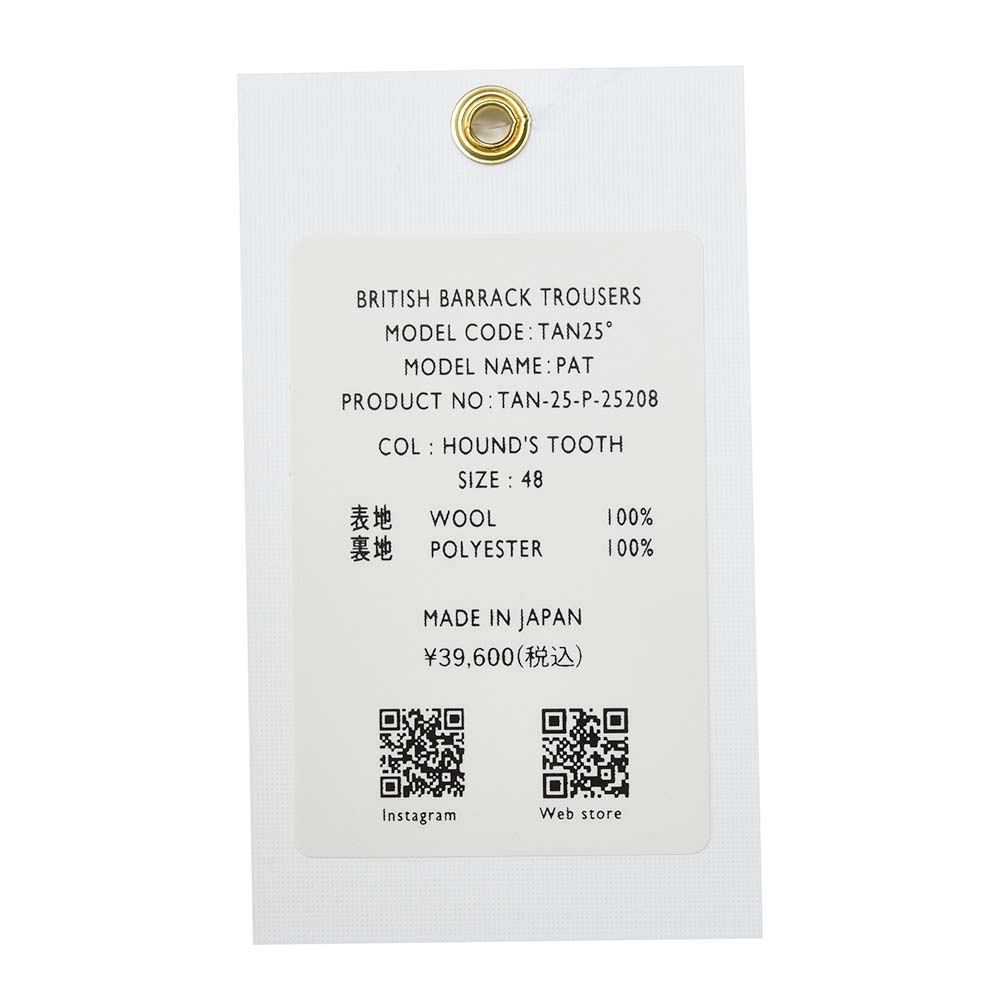 BRITISH BARRACK TROUSERS
MODEL CODE:TAN25°
MODEL NAME:PAT
PRODUCT NO:TAN-25-P-25208
COL : HOUND'S TOOTH
SIZE : 48
表地 WOOL 100%
裏地 POLYESTER 100%
MADE IN JAPAN
¥39,600(税込)
Instagram Web store